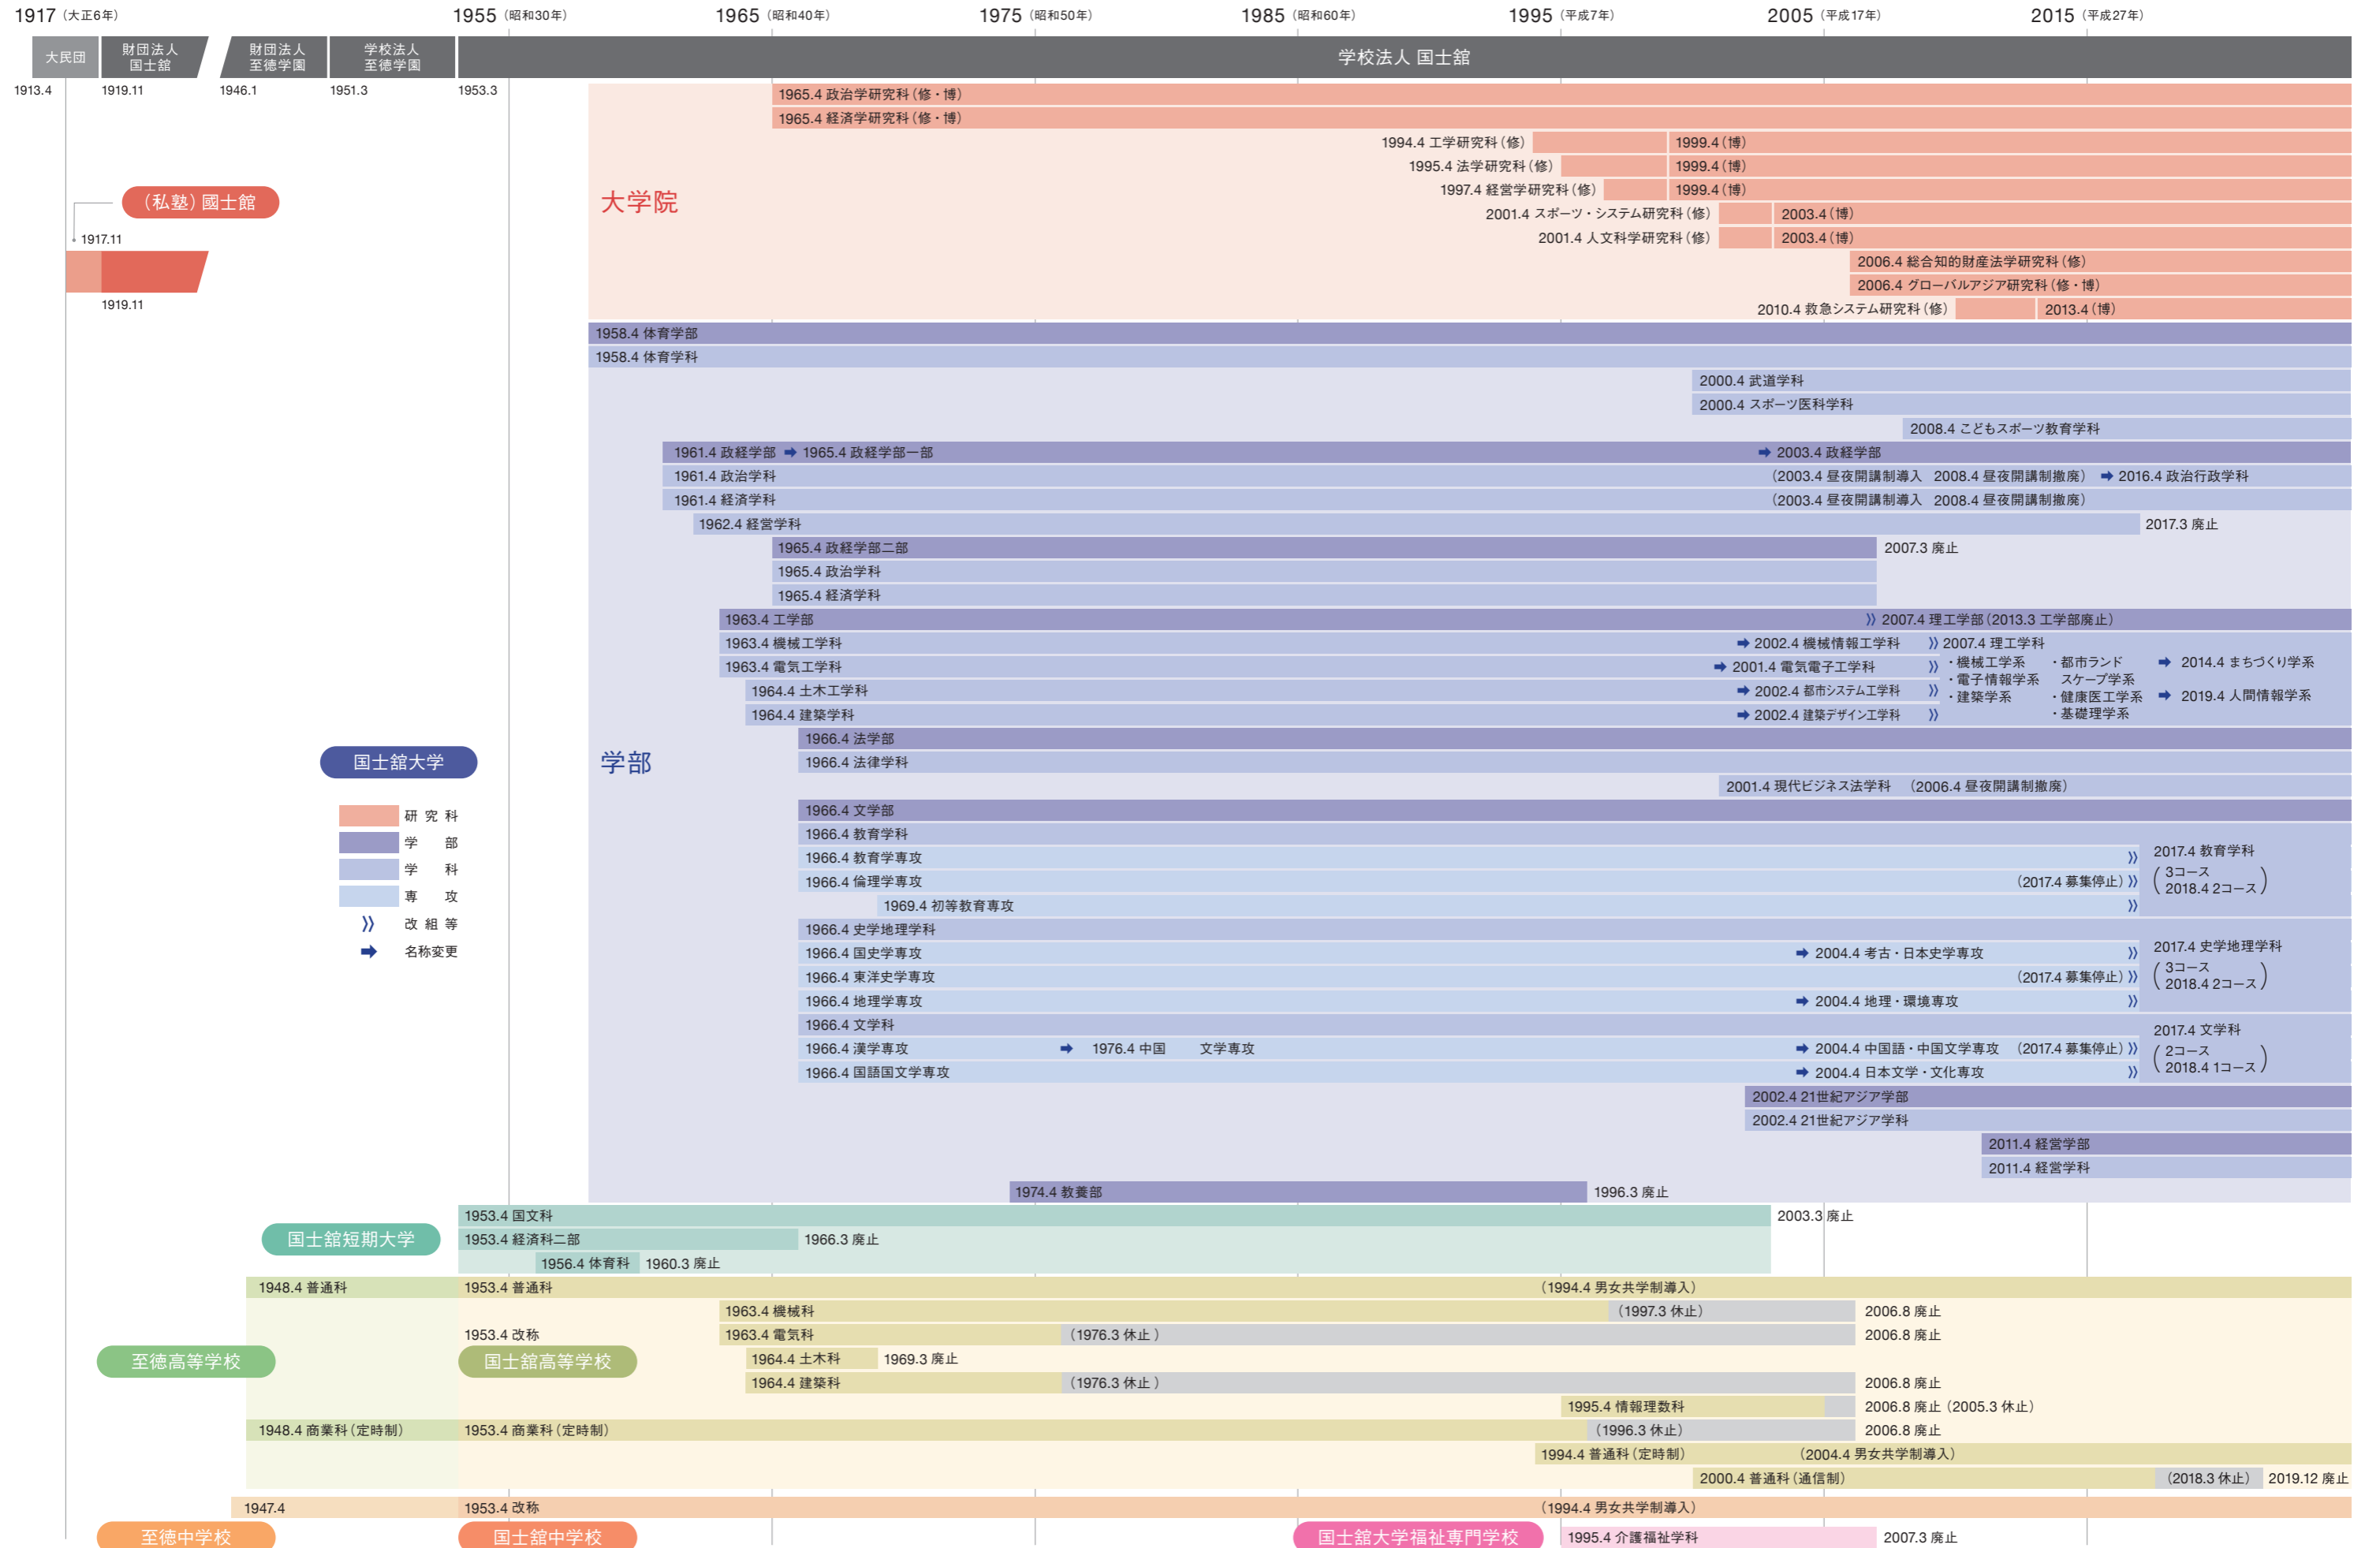 1917（大正6年） 1955（昭和30年） 1965（昭和40年） 1975（昭和50年） 1985（昭和60年） 1995（平成7年） 2005（平成17年） 2015（平成27年）
大民団
財団法人
国士舘
財団法人
至徳学園
学校法人
至徳学園
学校法人 国士舘
1913.4 1919.11 1946.1 1951.3 1953.3
（私塾）國士館
1917.11
1919.11
大学院
1965.4 政治学研究科（修・博）
1965.4 経済学研究科（修・博）
1994.4 工学研究科（修） 1999.4（博）
1995.4 法学研究科（修） 1999.4（博）
1997.4 経営学研究科（修） 1999.4（博）
2001.4 スポーツ・システム研究科（修） 2003.4（博）
2001.4 人文科学研究科（修） 2003.4（博）
2006.4 総合知的財産法学研究科（修）
2006.4 グローバルアジア研究科（修・博）
2010.4 救急システム研究科（修） 2013.4（博）
国士舘大学
研究科
学部
学科
専攻
》 改組等
➡ 名称変更
学部
1958.4 体育学部
1958.4 体育学科
2000.4 武道学科
2000.4 スポーツ医科学科
2008.4 こどもスポーツ教育学科
1961.4 政経学部 ➡ 1965.4 政経学部一部 ➡ 2003.4 政経学部
1961.4 政治学科 （2003.4 昼夜開講制導入 2008.4 昼夜開講制撤廃） ➡ 2016.4 政治行政学科
1961.4 経済学科 （2003.4 昼夜開講制導入 2008.4 昼夜開講制撤廃）
1962.4 経営学科 2017.3 廃止
1965.4 政経学部二部 2007.3 廃止
1965.4 政治学科
1965.4 経済学科
1963.4 工学部 》 2007.4 理工学部（2013.3 工学部廃止）
1963.4 機械工学科 ➡ 2002.4 機械情報工学科 》 2007.4 理工学科
1963.4 電気工学科 ➡ 2001.4 電気電子工学科 》
1964.4 土木工学科 ➡ 2002.4 都市システム工学科 》
1964.4 建築学科 ➡ 2002.4 建築デザイン工学科 》
・機械工学系
・電子情報学系
・建築学系
・都市ランド
スケープ学系 ➡ 2014.4 まちづくり学系
・健康医工学系 ➡ 2019.4 人間情報学系
・基礎理学系
1966.4 法学部
1966.4 法律学科
2001.4 現代ビジネス法学科 （2006.4 昼夜開講制撤廃）
1966.4 文学部
1966.4 教育学科
1966.4 教育学専攻 》
1966.4 倫理学専攻 （2017.4 募集停止）》
1969.4 初等教育専攻 》
2017.4 教育学科
（3コース
2018.4 2コース）
1966.4 史学地理学科
1966.4 国史学専攻 ➡ 2004.4 考古・日本史学専攻 》
1966.4 東洋史学専攻 （2017.4 募集停止）》
1966.4 地理学専攻 ➡ 2004.4 地理・環境専攻 》
2017.4 史学地理学科
（3コース
2018.4 2コース）
1966.4 文学科
1966.4 漢学専攻 ➡ 1976.4 中国 文学専攻 ➡ 2004.4 中国語・中国文学専攻 （2017.4 募集停止）》
1966.4 国語国文学専攻 ➡ 2004.4 日本文学・文化専攻 》
2017.4 文学科
（2コース
2018.4 1コース）
2002.4 21世紀アジア学部
2002.4 21世紀アジア学科
2011.4 経営学部
2011.4 経営学科
1974.4 教養部 1996.3 廃止
国士舘短期大学
1953.4 国文科 2003.3 廃止
1953.4 経済科二部 1966.3 廃止
1956.4 体育科 1960.3 廃止
1948.4 普通科 1953.4 普通科 （1994.4 男女共学制導入）
1963.4 機械科 （1997.3 休止） 2006.8 廃止
1953.4 改称 1963.4 電気科 （1976.3 休止） 2006.8 廃止
至徳高等学校 国士舘高等学校 1964.4 土木科 1969.3 廃止
1964.4 建築科 （1976.3 休止） 2006.8 廃止
1995.4 情報理数科 2006.8 廃止（2005.3 休止）
1948.4 商業科（定時制） 1953.4 商業科（定時制） （1996.3 休止） 2006.8 廃止
1994.4 普通科（定時制） （2004.4 男女共学制導入）
2000.4 普通科（通信制） （2018.3 休止） 2019.12 廃止
1947.4 1953.4 改称 （1994.4 男女共学制導入）
至徳中学校 国士舘中学校 国士舘大学福祉専門学校 1995.4 介護福祉学科 2007.3 廃止